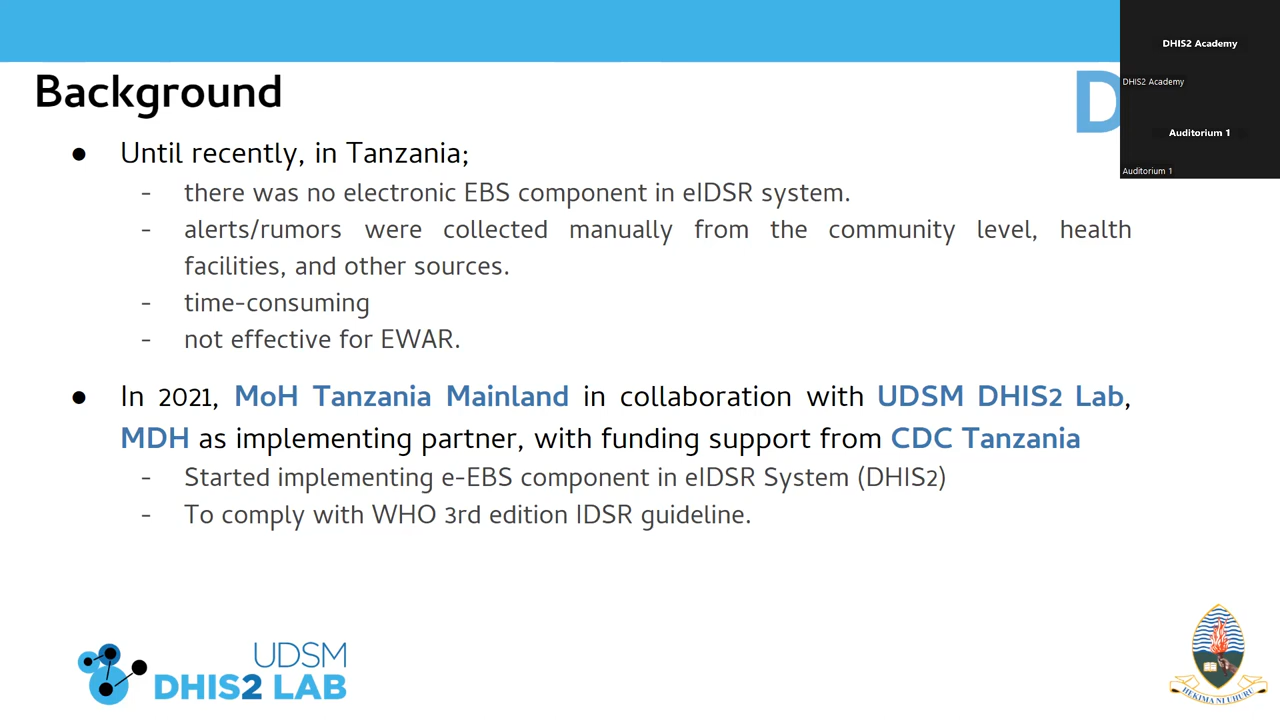 Background
● Until recently, in Tanzania;
- there was no electronic EBS component in eIDSR system.
- alerts/rumors were collected manually from the community level, health
facilities, and other sources.
- time-consuming
- not effective for EWAR.
● In 2021, MoH Tanzania Mainland in collaboration with UDSM DHIS2 Lab,
MDH as implementing partner, with funding support from CDC Tanzania
- Started implementing e-EBS component in eIDSR System (DHIS2)
- To comply with WHO 3rd edition IDSR guideline.
D
DHIS2 Academy
DHIS2 Academy
Auditorium 1
Auditorium 1
UDSM
DHIS2 LAB
HEKIMA NI UHURU